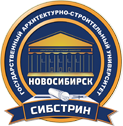 ГОСУДАРСТВЕННЫЙ АРХИТЕКТУРНО-СТРОИТЕЛЬНЫЙ УНИВЕРСИТЕТ
НОВОСИБИРСК
СИБСТРИН